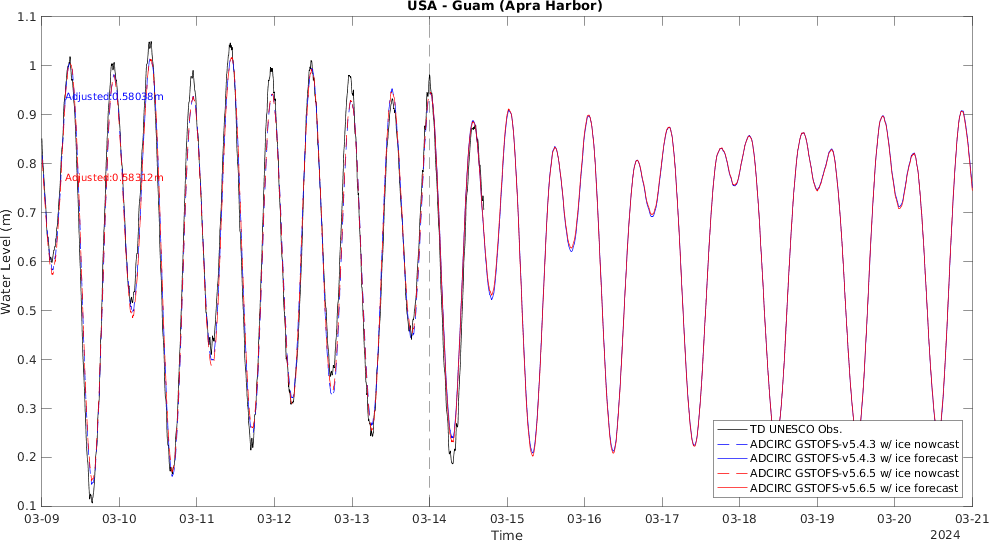 USA - Guam (Apra Harbor)
1.1
1
0.9
0.8
0.7
0.6
0.5
0.4
0.3
0.2
0.1
Water Level (m)
Adjusted:0.58038m
Adjusted:0.58312m
TD UNESCO Obs.
ADCIRC GSTOFS-v5.4.3 w/ ice nowcast
ADCIRC GSTOFS-v5.4.3 w/ ice forecast
ADCIRC GSTOFS-v5.6.5 w/ ice nowcast
ADCIRC GSTOFS-v5.6.5 w/ ice forecast
03-09 03-10 03-11 03-12 03-13 03-14 03-15 03-16 03-17 03-18 03-19 03-20 03-21
Time
2024